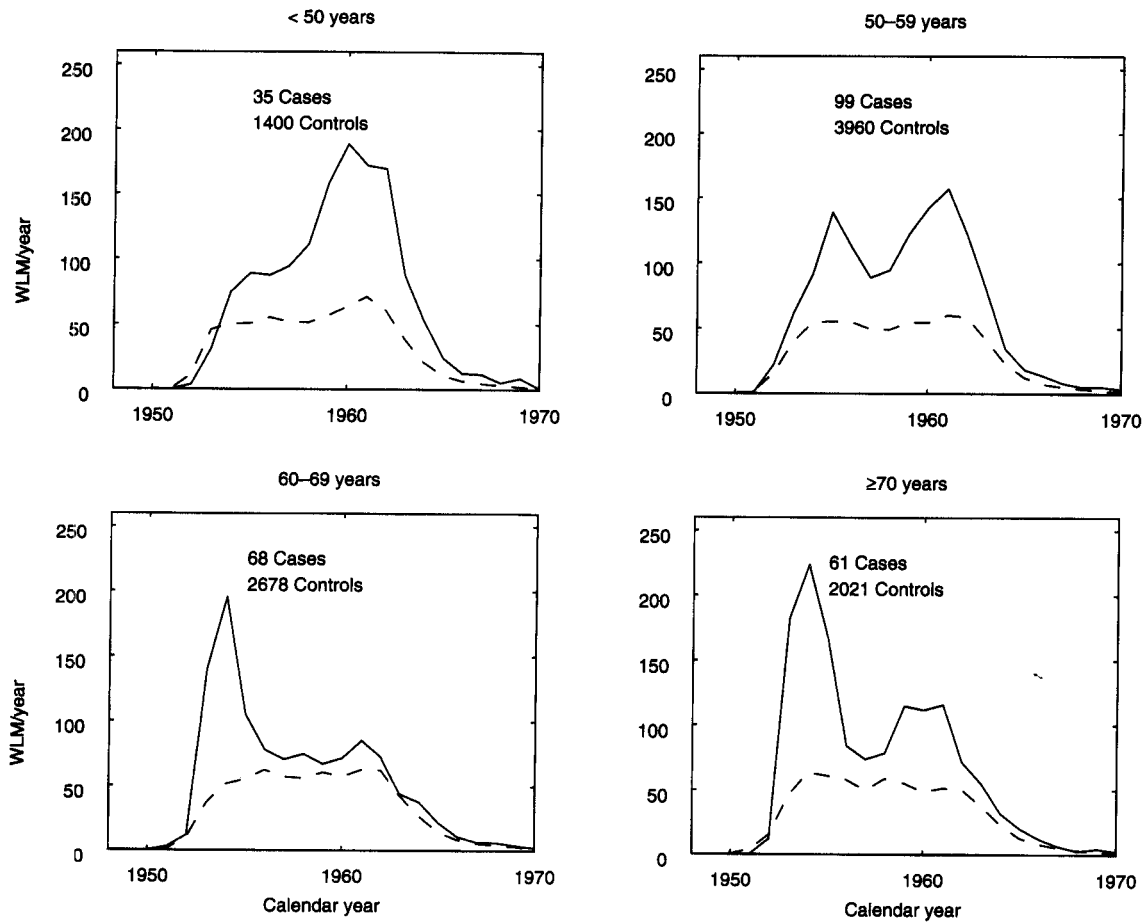 < 50 years
250
200
150
100
50
0
WLM/year
35 Cases
1400 Controls
1950
1960
1970
50–59 years
250
200
150
100
50
0
99 Cases
3960 Controls
1950
1960
1970
60–69 years
250
200
150
100
50
0
WLM/year
68 Cases
2678 Controls
1950
1960
1970
Calendar year
≥70 years
250
200
150
100
50
0
61 Cases
2021 Controls
1950
1960
1970
Calendar year